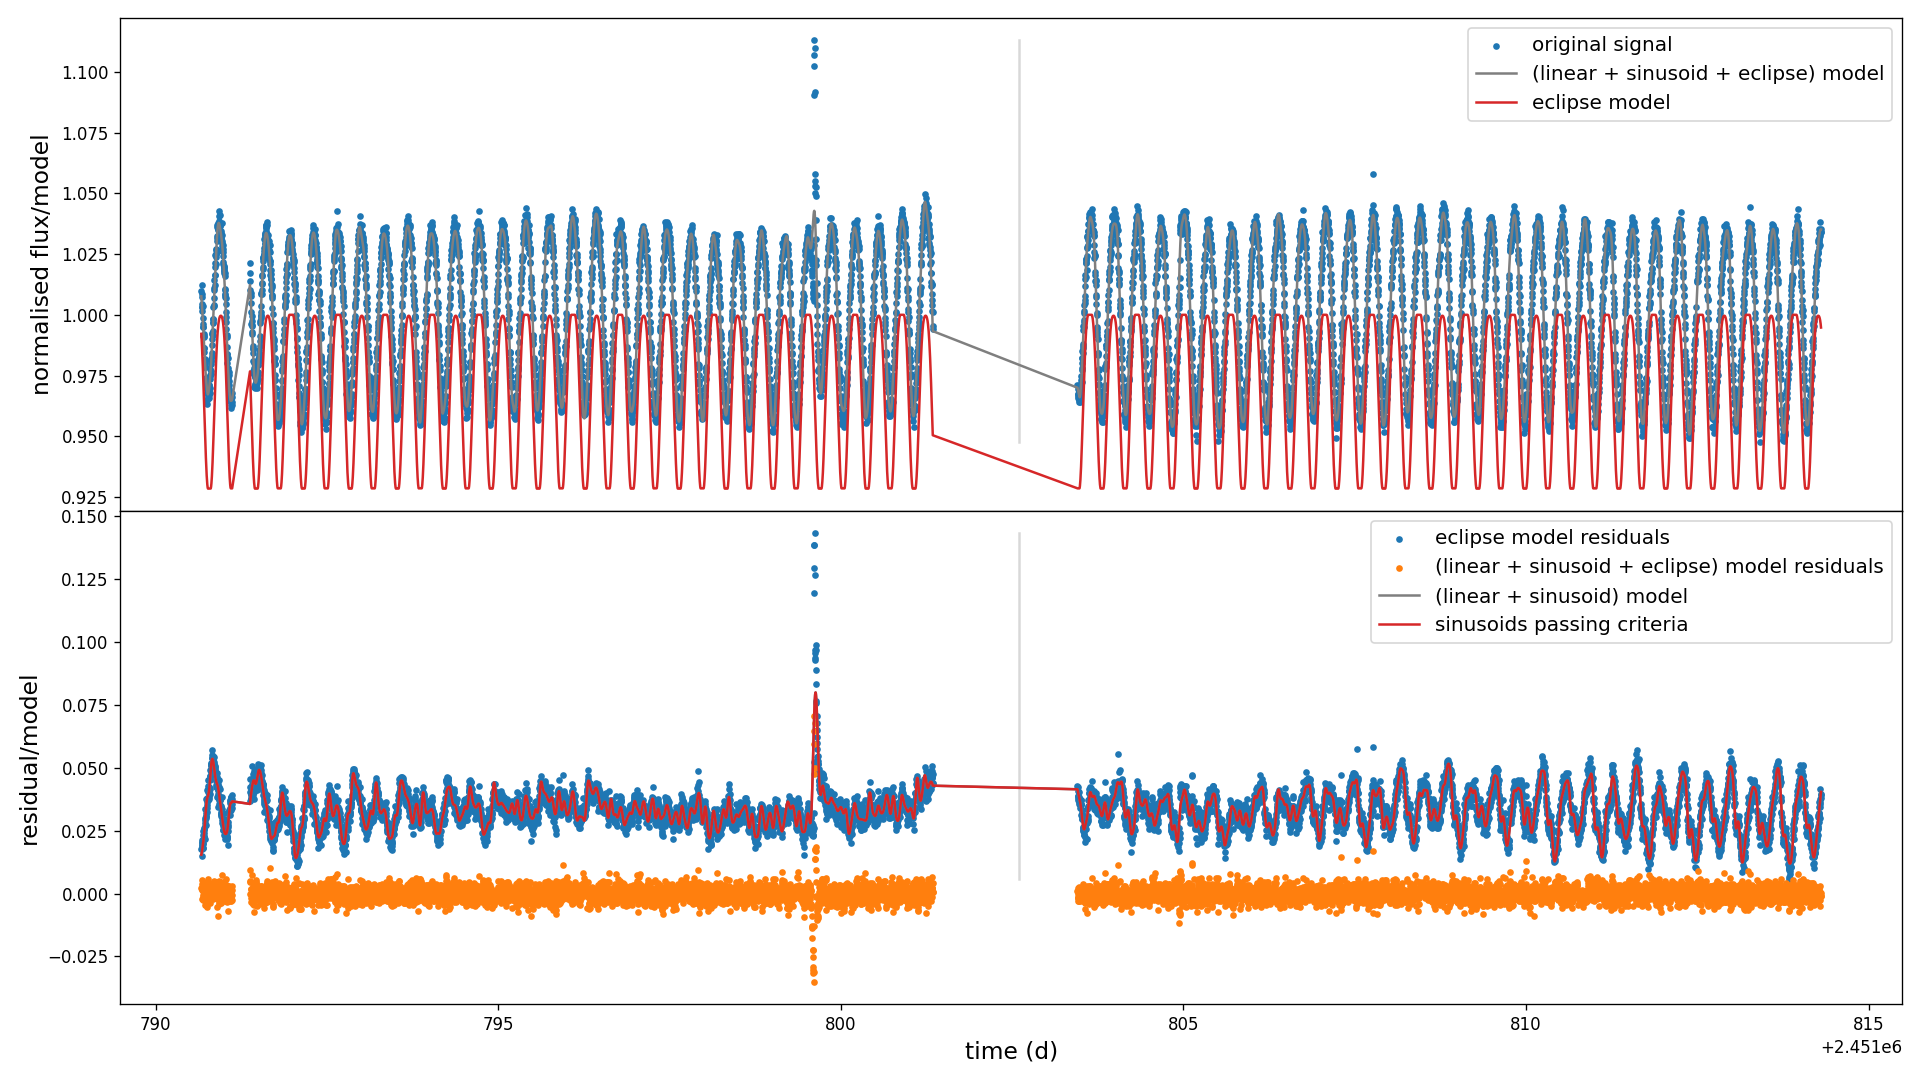 original signal
(linear + sinusoid + eclipse) model
eclipse model
normalised flux/model
1.100
1.075
1.050
1.025
1.000
0.975
0.950
0.925
eclipse model residuals
(linear + sinusoid + eclipse) model residuals
(linear + sinusoid) model
sinusoids passing criteria
residual/model
0.150
0.125
0.100
0.075
0.050
0.025
0.000
−0.025
790 795 800 805 810 815
+2.451e6
time (d)